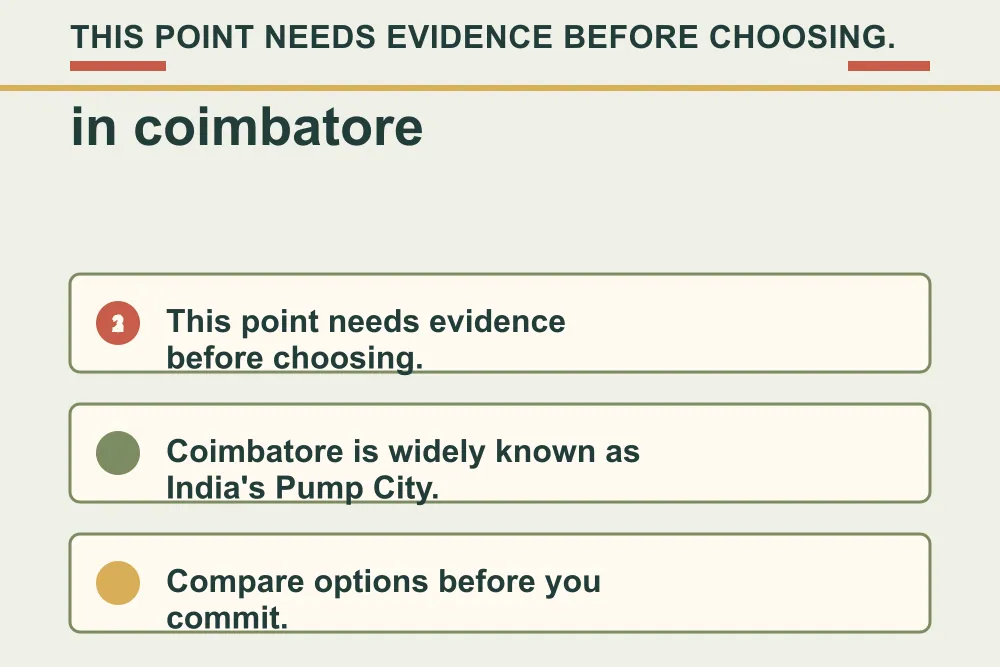 THIS POINT NEEDS EVIDENCE BEFORE CHOOSING.
in coimbatore
This point needs evidence
before choosing.
Coimbatore is widely known as
India's Pump City.
Compare options before you
commit.